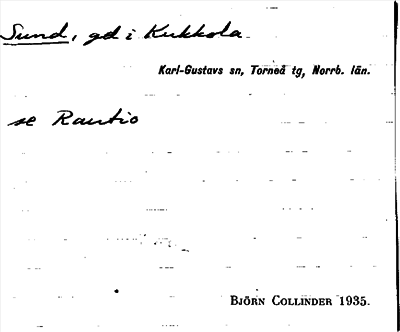 Sund, gd i Kukkola.
Karl-Gustavs sn, Torneå tg, Norrb. län.
se Rautio
BJÖRN COLLINDER 1935.